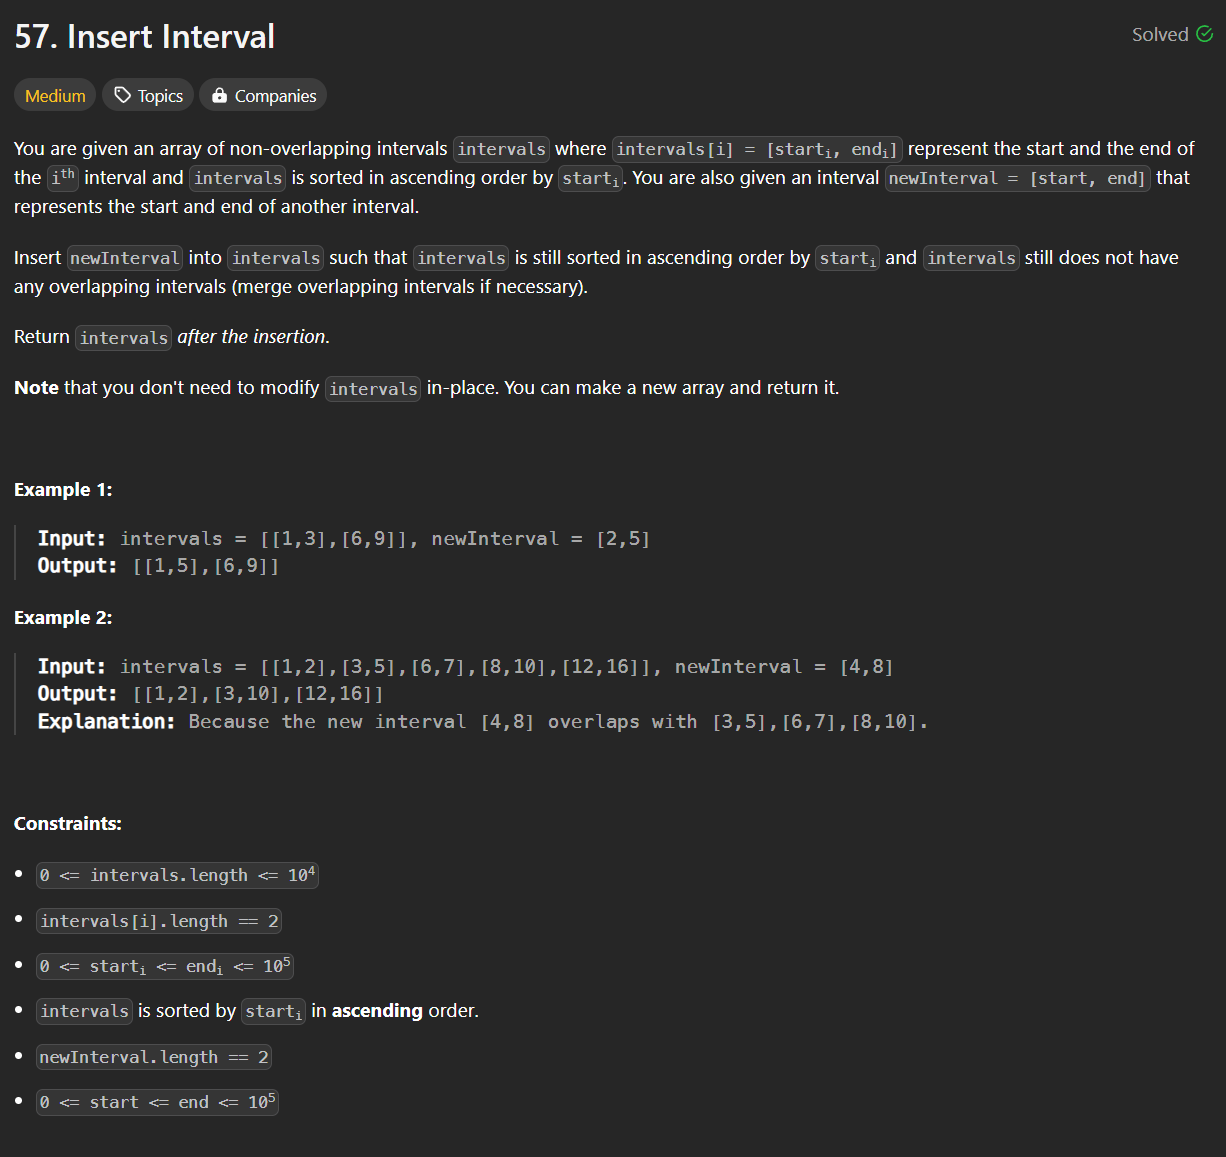 57. Insert Interval
Solved
Medium Topics Companies
You are given an array of non-overlapping intervals intervals where intervals[i] = [starti, endi] represent the start and the end of
the ith interval and intervals is sorted in ascending order by starti. You are also given an interval newInterval = [start, end] that
represents the start and end of another interval.
Insert newInterval into intervals such that intervals is still sorted in ascending order by starti and intervals still does not have
any overlapping intervals (merge overlapping intervals if necessary).
Return intervals after the insertion.
Note that you don't need to modify intervals in-place. You can make a new array and return it.
Example 1:
Input: intervals = [[1,3],[6,9]], newInterval = [2,5]
Output: [[1,5],[6,9]]
Example 2:
Input: intervals = [[1,2],[3,5],[6,7],[8,10],[12,16]], newInterval = [4,8]
Output: [[1,2],[3,10],[12,16]]
Explanation: Because the new interval [4,8] overlaps with [3,5],[6,7],[8,10].
Constraints:
• 0 <= intervals.length <= 10^4
• intervals[i].length == 2
• 0 <= starti <= endi <= 10^5
• intervals is sorted by starti in ascending order.
• newInterval.length == 2
• 0 <= start <= end <= 10^5